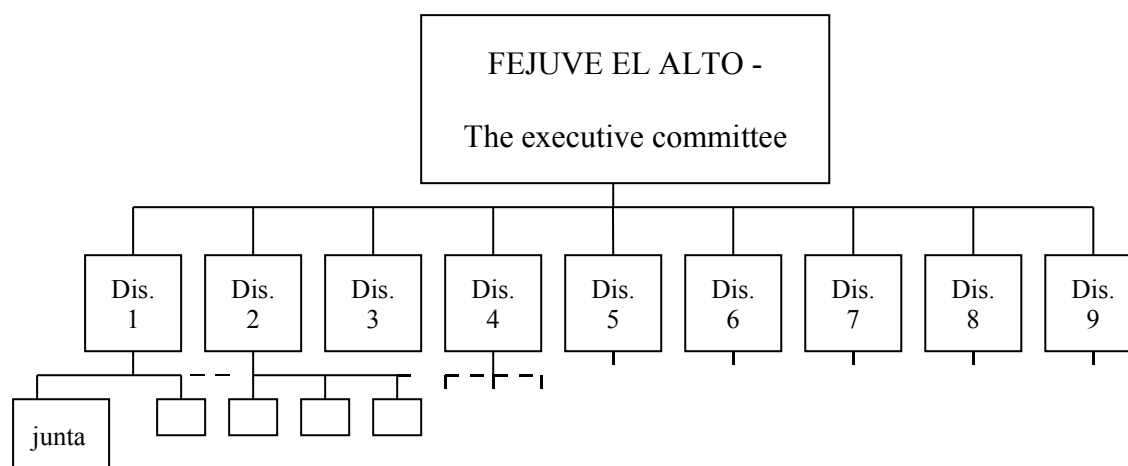 FEJUVE EL ALTO -
The executive committee
Dis.
1
Dis.
2
Dis.
3
Dis.
4
Dis.
5
Dis.
6
Dis.
7
Dis.
8
Dis.
9
junta